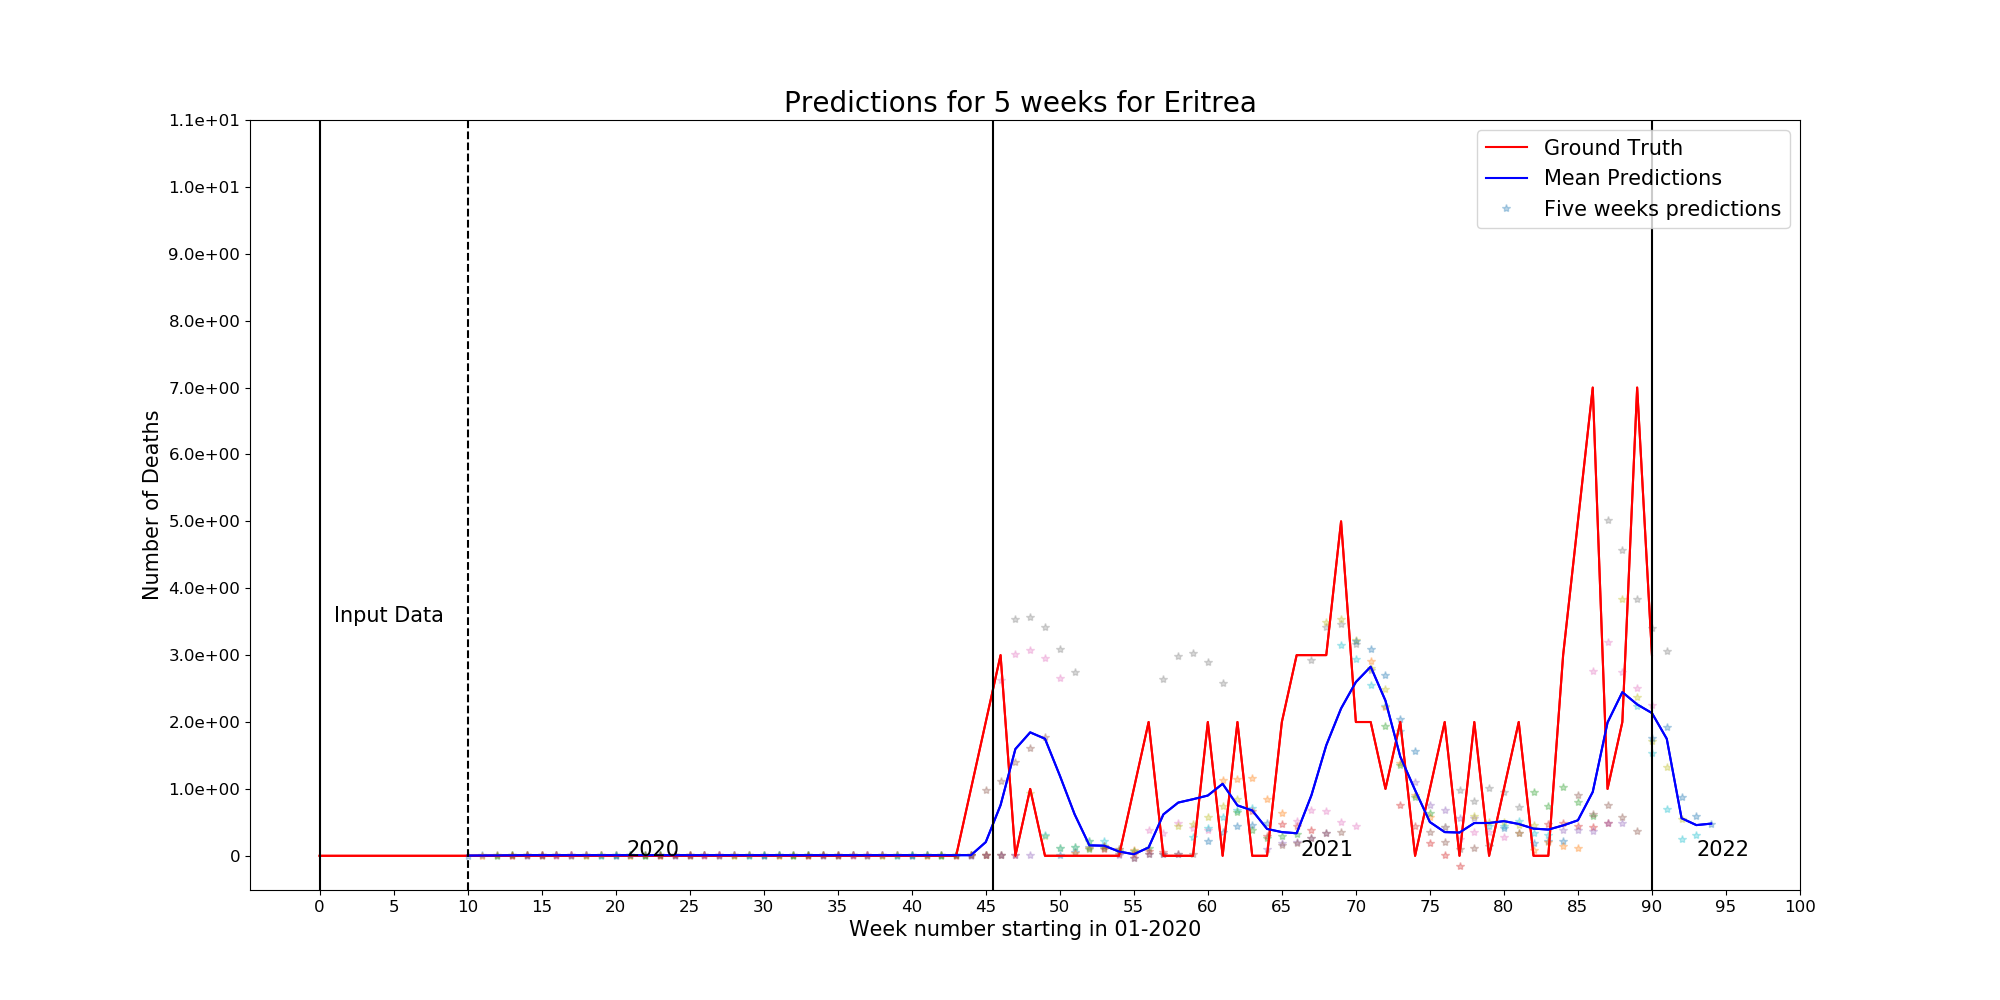 Predictions for 5 weeks for Eritrea
1.1e+01
1.0e+01
9.0e+00
8.0e+00
7.0e+00
6.0e+00
5.0e+00
4.0e+00
3.0e+00
2.0e+00
1.0e+00
0
Number of Deaths
Ground Truth
Mean Predictions
Five weeks predictions
Input Data
2020
2021
2022
0 5 10 15 20 25 30 35 40 45 50 55 60 65 70 75 80 85 90 95 100
Week number starting in 01-2020